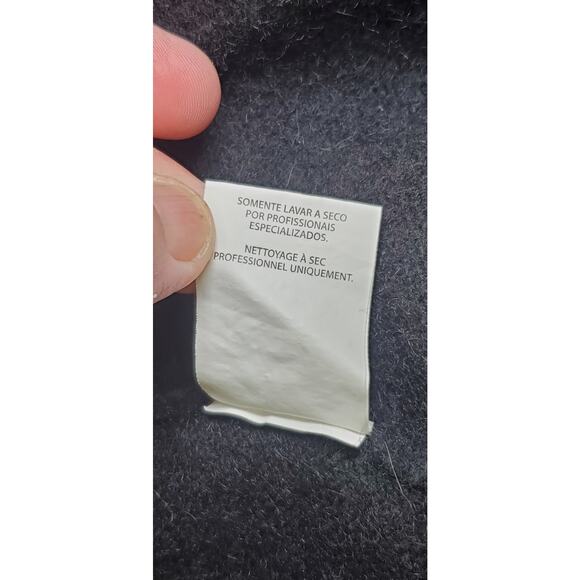 SOMENTE LAVAR A SECO
POR PROFISSIONAIS
ESPECIALIZADOS.
NETTOYAGE À SEC
PROFESSIONNEL UNIQUEMENT.